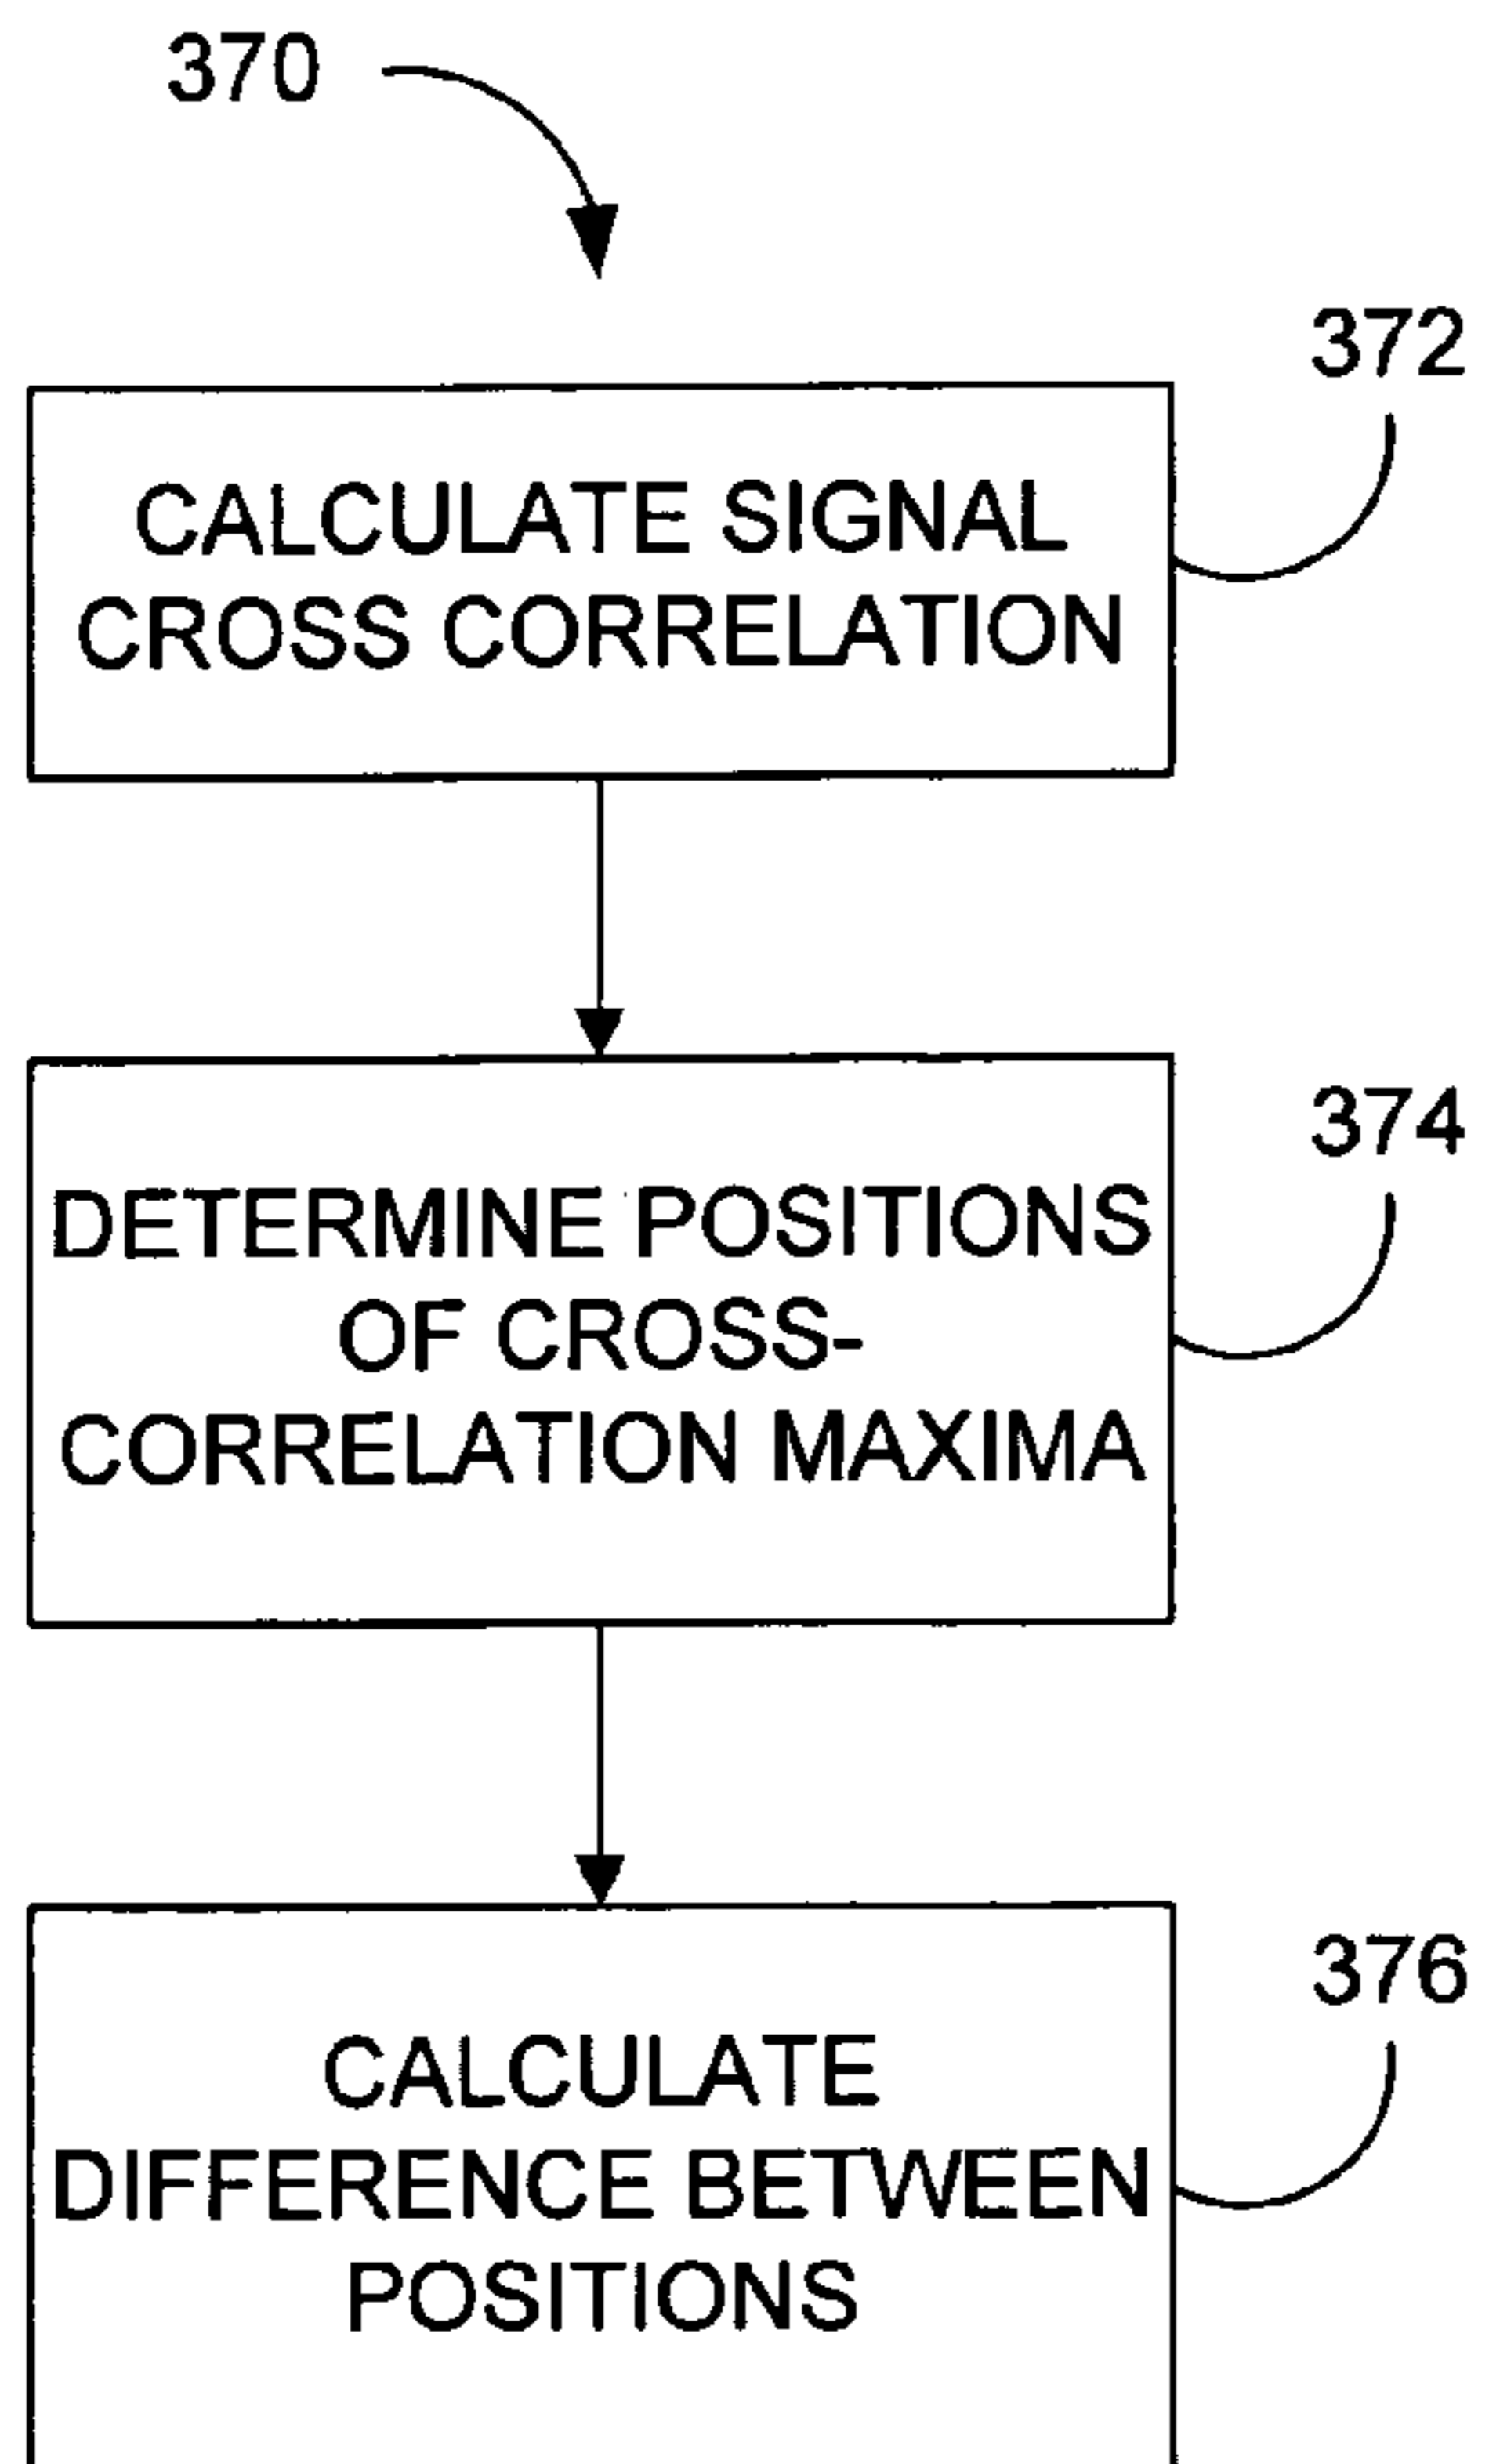 370
372
CALCULATE SIGNAL
CROSS CORRELATION
374
DETERMINE POSITIONS
OF CROSS-
CORRELATION MAXIMA
376
CALCULATE
DIFFERENCE BETWEEN
POSITIONS